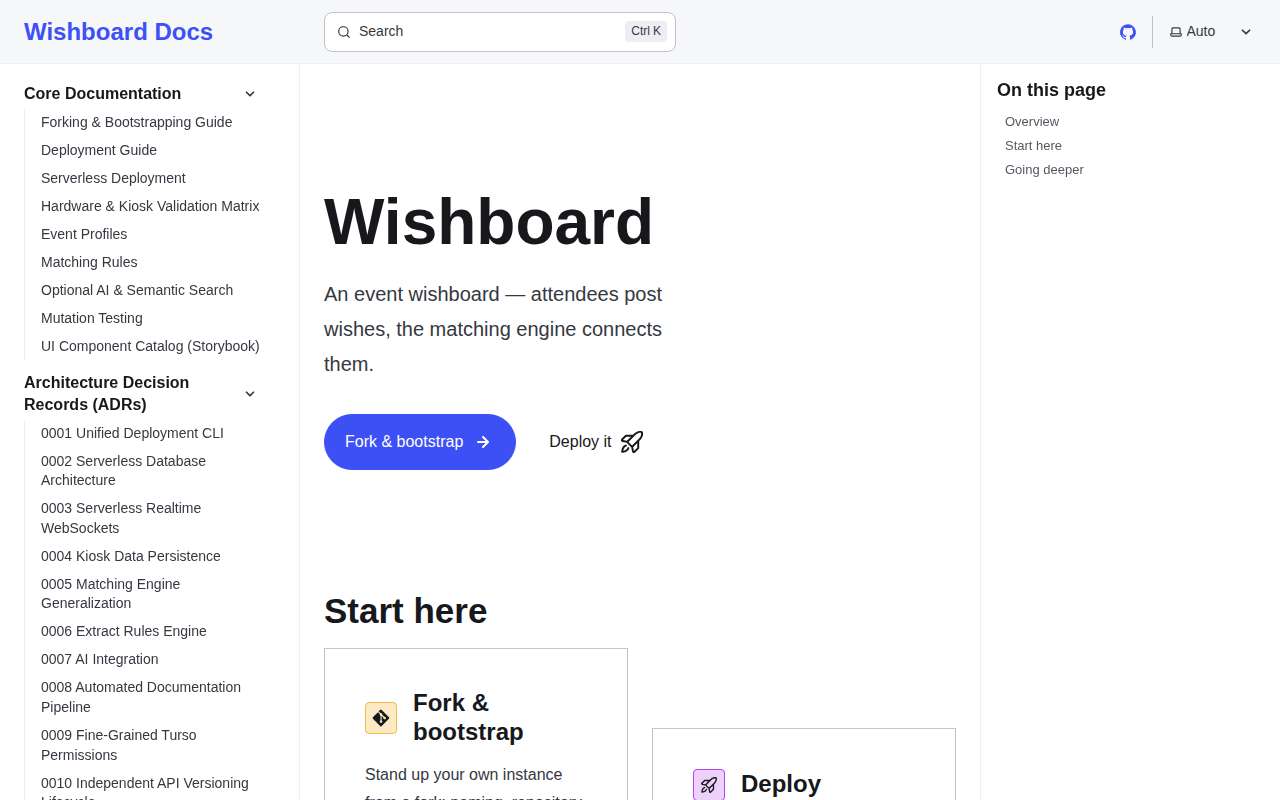 Wishboard Docs
Search
Ctrl K
Auto
Core Documentation
Forking & Bootstrapping Guide
Deployment Guide
Serverless Deployment
Hardware & Kiosk Validation Matrix
Event Profiles
Matching Rules
Optional AI & Semantic Search
Mutation Testing
UI Component Catalog (Storybook)
Architecture Decision
Records (ADRs)
0001 Unified Deployment CLI
0002 Serverless Database
Architecture
0003 Serverless Realtime
WebSockets
0004 Kiosk Data Persistence
0005 Matching Engine
Generalization
0006 Extract Rules Engine
0007 AI Integration
0008 Automated Documentation
Pipeline
0009 Fine-Grained Turso
Permissions
0010 Independent API Versioning
Wishboard
An event wishboard — attendees post
wishes, the matching engine connects
them.
Fork & bootstrap
Deploy it
Start here
Fork &
bootstrap
Stand up your own instance
from a fork: naming, repository
Deploy
On this page
Overview
Start here
Going deeper